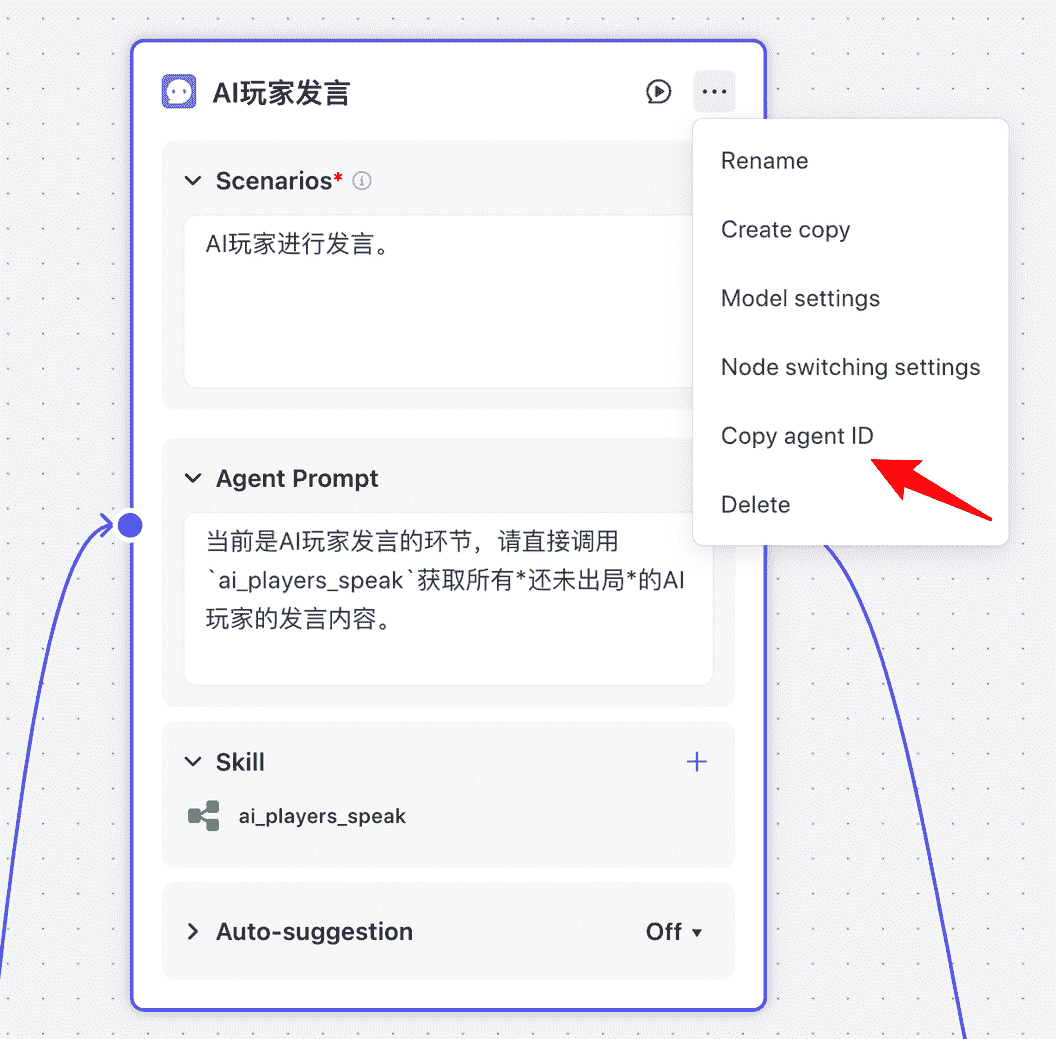 AI玩家发言
Rename
Create copy
Model settings
Node switching settings
Copy agent ID
Delete
Scenarios*
AI玩家进行发言。
Agent Prompt
当前是AI玩家发言的环节，请直接调用
`ai_players_speak`获取所有*还未出局*的AI
玩家的发言内容。
Skill
ai_players_speak
Auto-suggestion Off